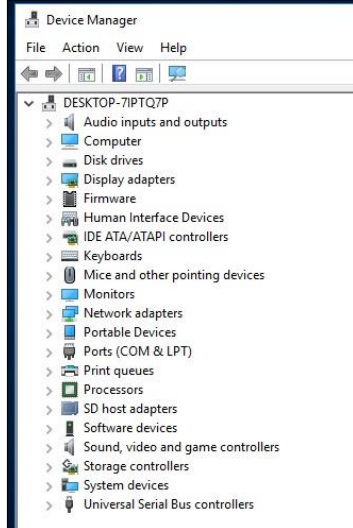 Device Manager
File Action View Help
DESKTOP-7IPTQ7P
Audio inputs and outputs
Computer
Disk drives
Display adapters
Firmware
Human Interface Devices
IDE ATA/ATAPI controllers
Keyboards
Mice and other pointing devices
Monitors
Network adapters
Portable Devices
Ports (COM & LPT)
Print queues
Processors
SD host adapters
Software devices
Sound, video and game controllers
Storage controllers
System devices
Universal Serial Bus controllers